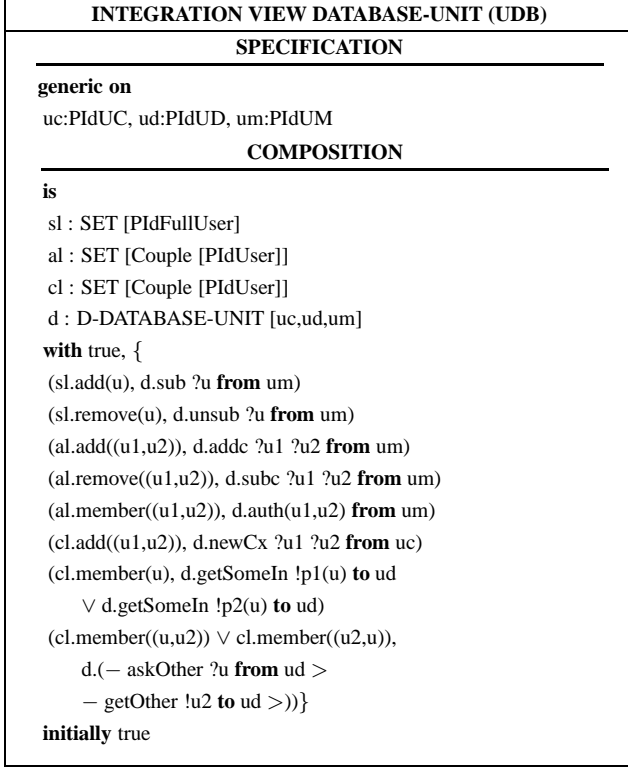 INTEGRATION VIEW DATABASE-UNIT (UDB)
SPECIFICATION
generic on
uc:PIdUC, ud:PIdUD, um:PIdUM
COMPOSITION
is
sl : SET [PIdFullUser]
al : SET [Couple [PIdUser]]
cl : SET [Couple [PIdUser]]
d : D-DATABASE-UNIT [uc,ud,um]
with true, {
(sl.add(u), d.sub ?u from um)
(sl.remove(u), d.unsub ?u from um)
(al.add((u1,u2)), d.addc ?u1 ?u2 from um)
(al.remove((u1,u2)), d.subc ?u1 ?u2 from um)
(al.member((u1,u2)), d.auth(u1,u2) from um)
(cl.add((u1,u2)), d.newCx ?u1 ?u2 from uc)
(cl.member(u), d.getSomeIn !p1(u) to ud
∨ d.getSomeIn !p2(u) to ud)
(cl.member((u,u2)) ∨ cl.member((u2,u)),
d.(− askOther ?u from ud >
− getOther !u2 to ud >))}
initially true